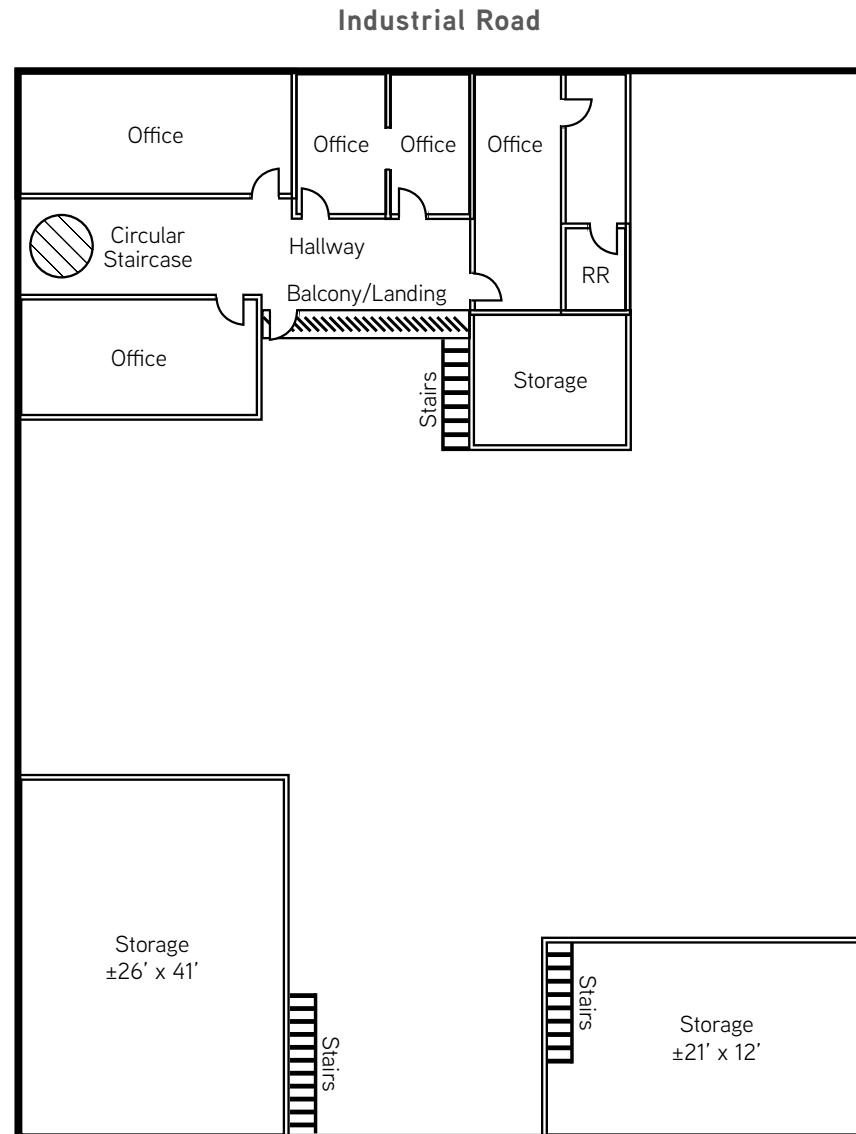 Industrial Road
Office
Office
Office
Office
Circular
Staircase
Hallway
RR
Balcony/Landing
Office
Stairs
Storage
Storage
±26’ x 41’
Stairs
Stairs
Storage
±21’ x 12’